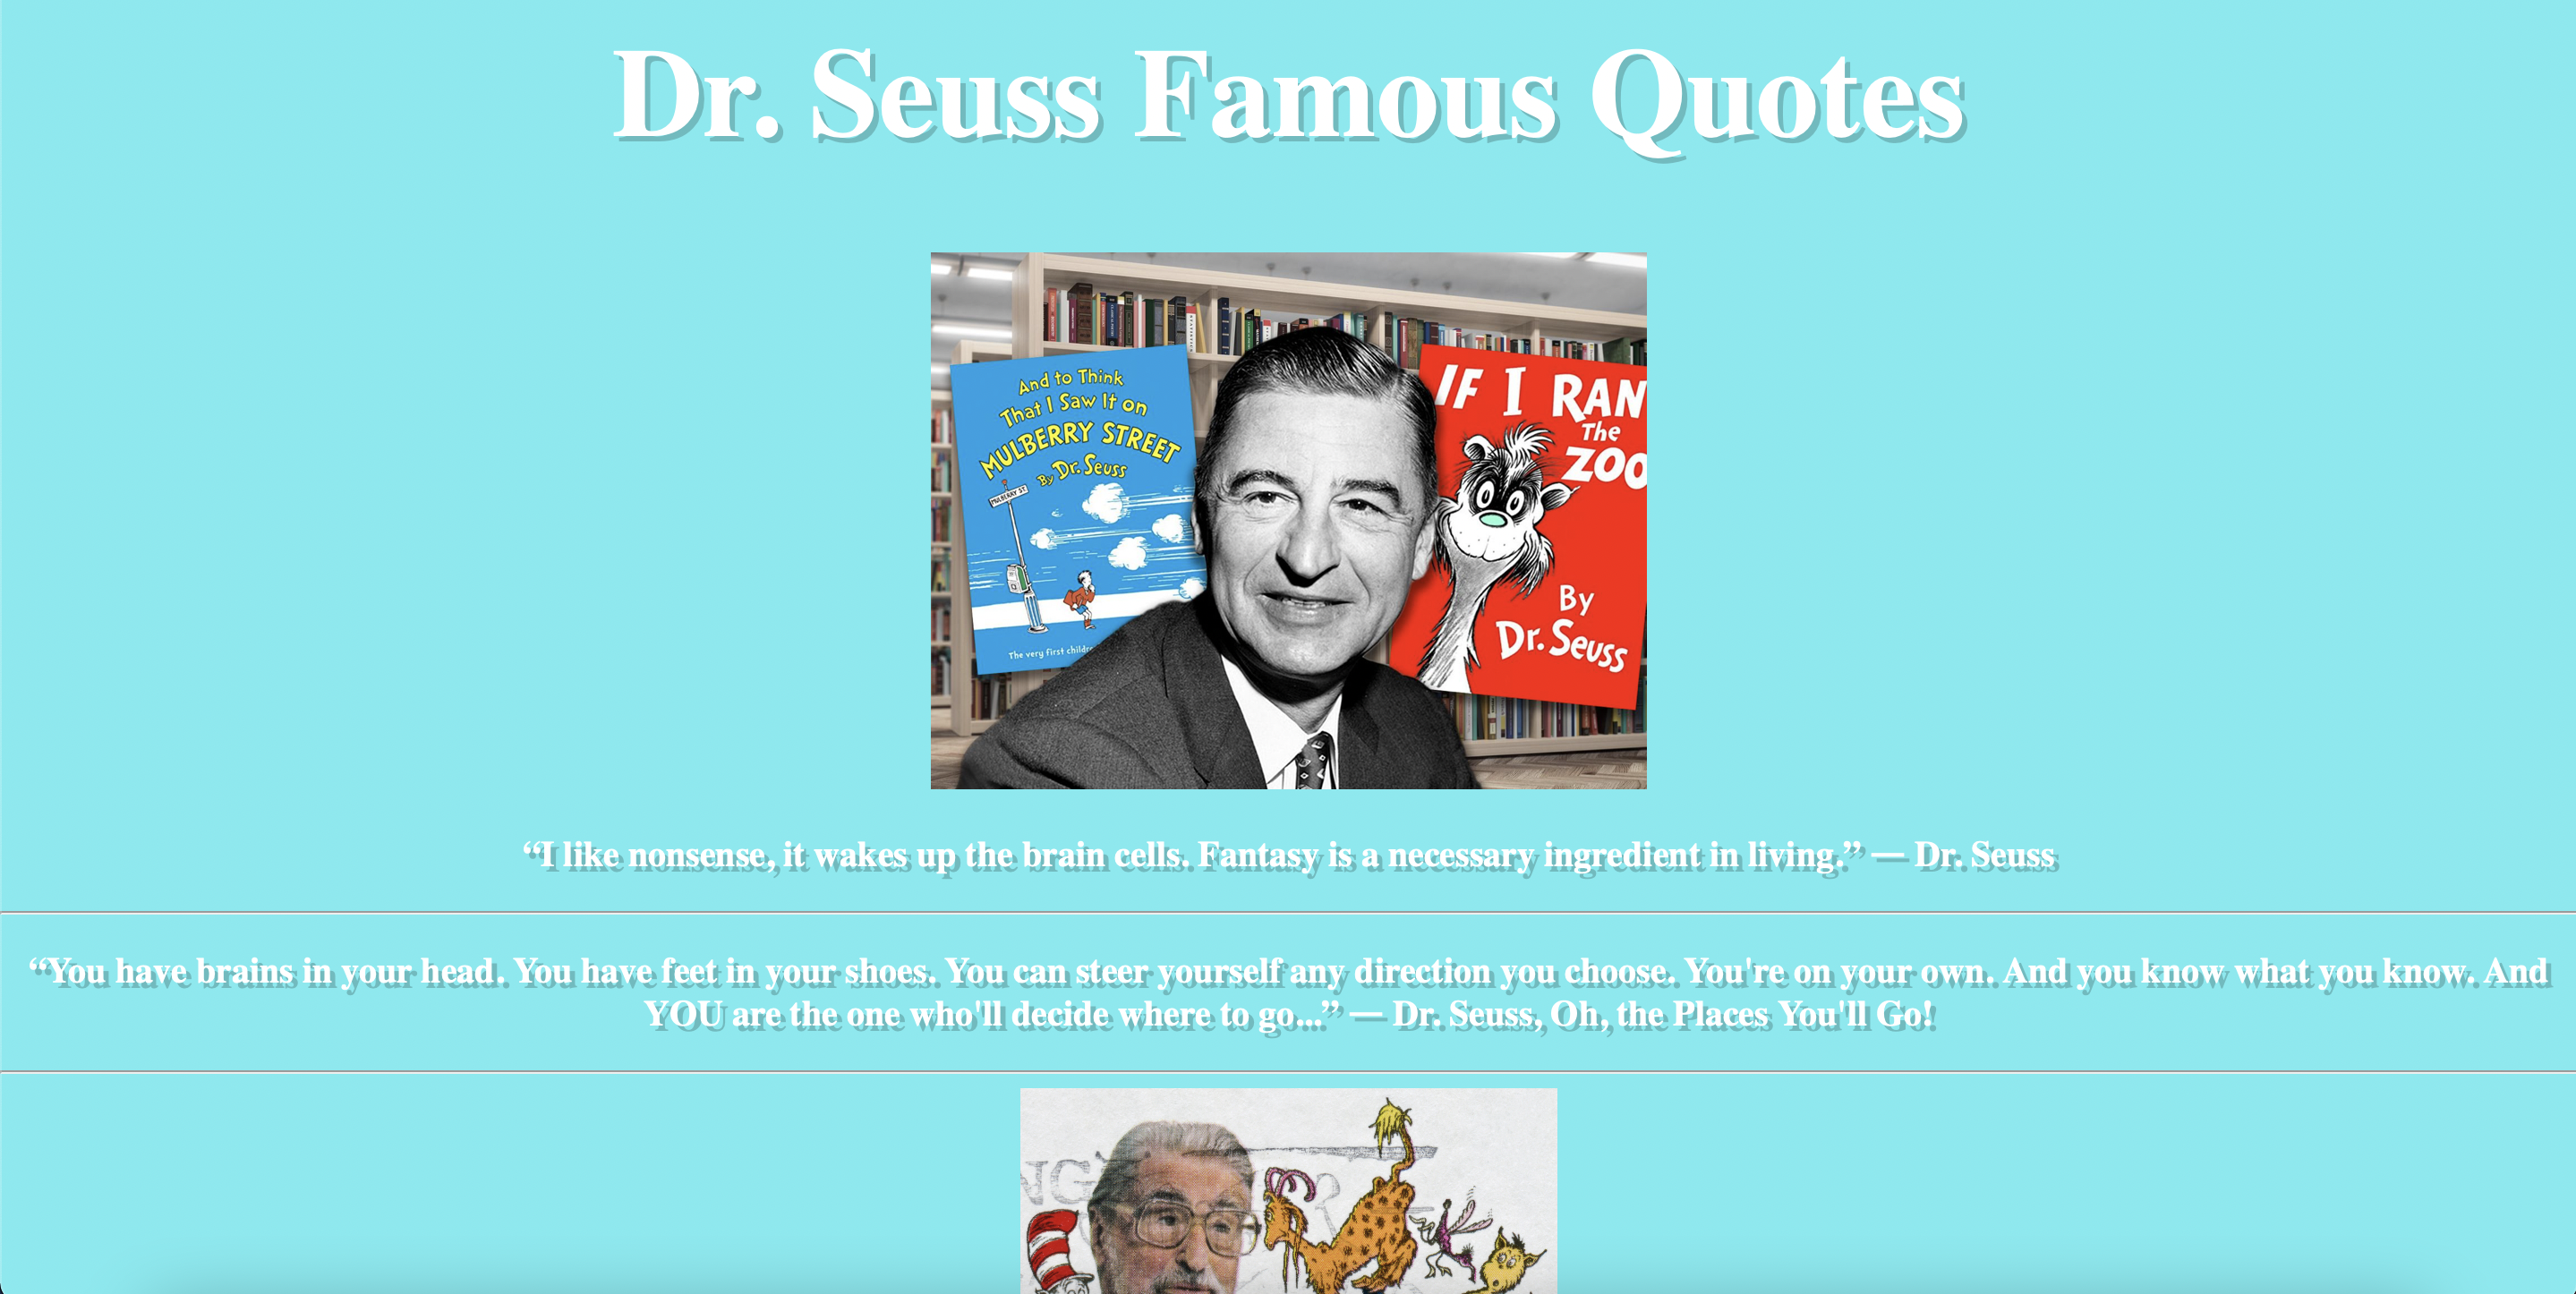 Dr. Seuss Famous Quotes
And to Think
That I Saw It on
MULBERRY STREET
By Dr. Seuss
MULBERRY ST.
The very first
IF I RAN
The
ZOO
By
Dr. Seuss
“I like nonsense, it wakes up the brain cells. Fantasy is a necessary ingredient in living.” — Dr. Seuss
“You have brains in your head. You have feet in your shoes. You can steer yourself any direction you choose. You're on your own. And you know what you know. And
YOU are the one who'll decide where to go...” — Dr. Seuss, Oh, the Places You'll Go!